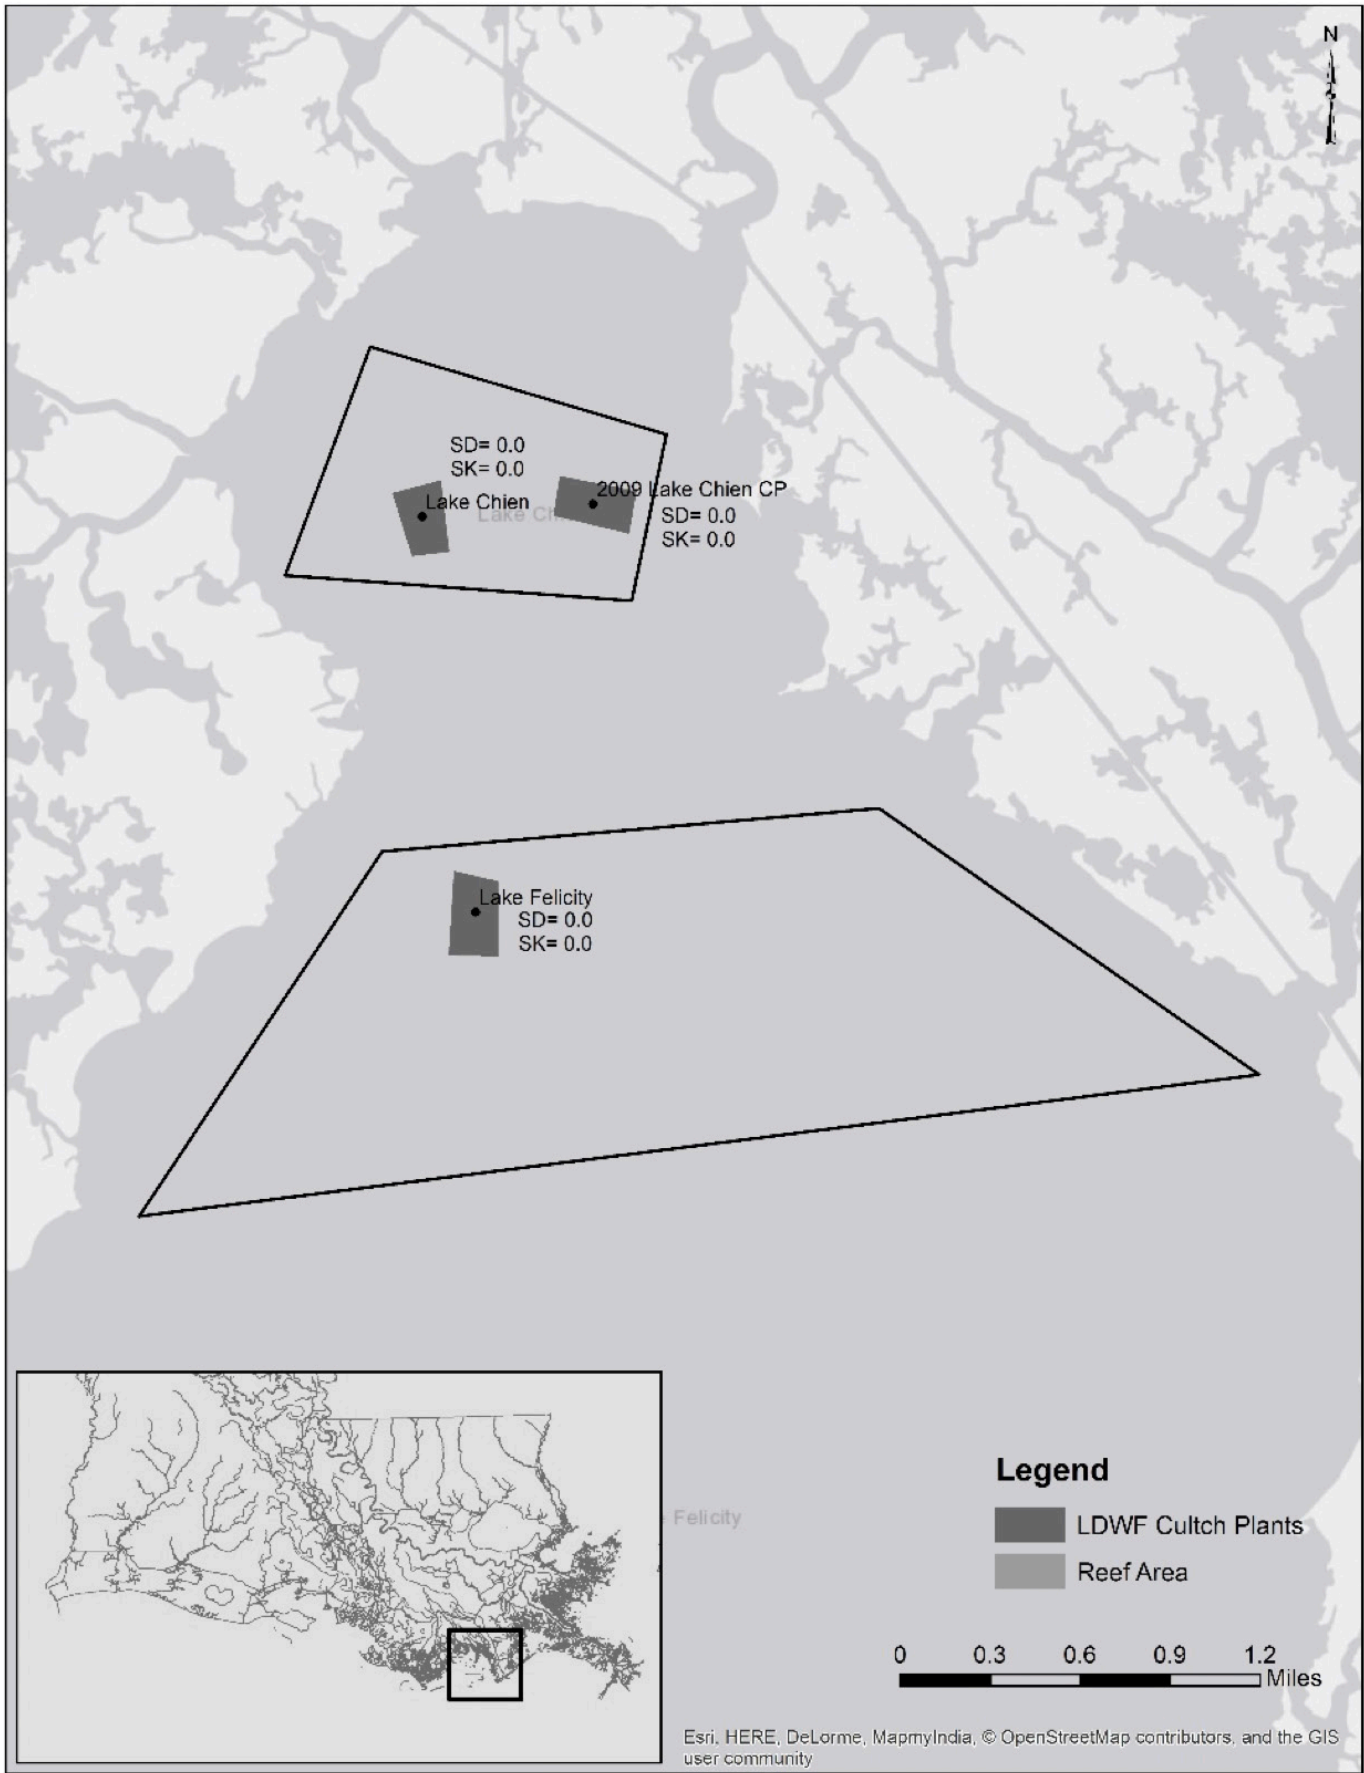 N
SD= 0.0
SK= 0.0
Lake Chien
2009 Lake Chien CP
Lake Ch
SD= 0.0
SK= 0.0
Lake Felicity
SD= 0.0
SK= 0.0
Legend
Felicity
LDWF Cultch Plants
Reef Area
0 0.3 0.6 0.9 1.2
Miles
Esri, HERE, DeLorme, MapmyIndia, © OpenStreetMap contributors, and the GIS
user community